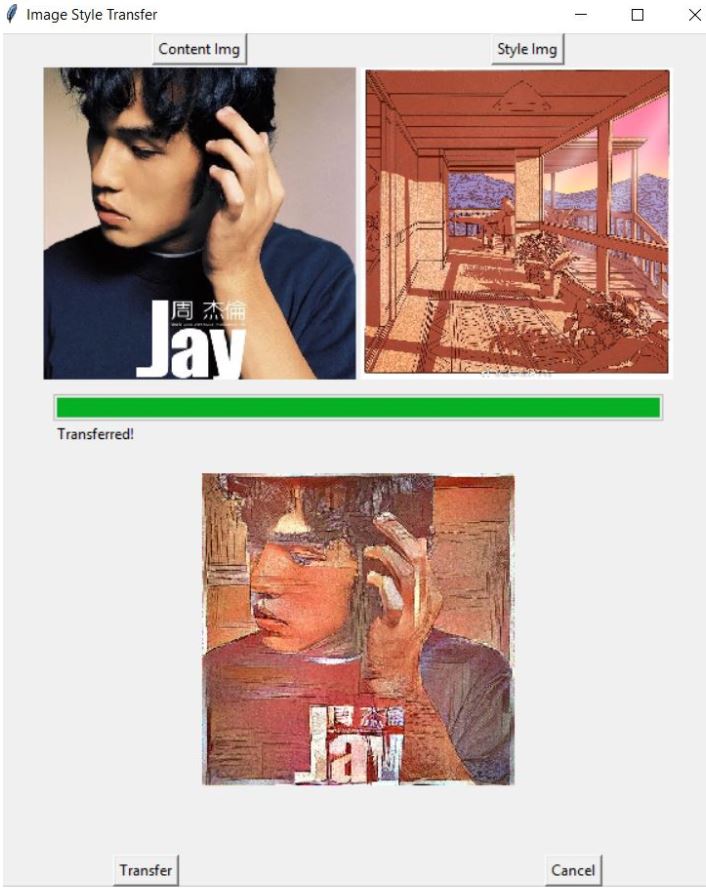 Image Style Transfer
Content Img
Style Img
周 杰倫
Jay
Transferred!
周 杰倫
Jay
Transfer
Cancel